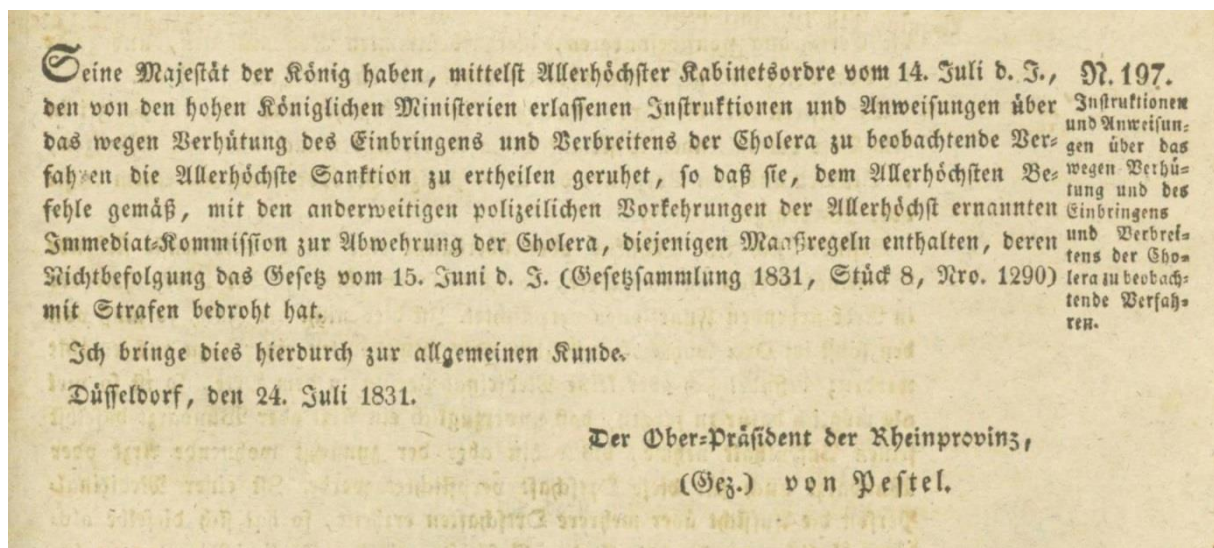 Seine Majestät der König haben, mittelst Allerhöchster Kabinetsordre vom 14. Juli d. J.,
den von den hohen Königlichen Ministerien erlassenen Instruktionen und Anweisungen über
das wegen Verhütung des Einbringens und Verbreitens der Cholera zu beobachtende Ver-
fahren die Allerhöchste Sanktion zu ertheilen geruhet, so daß sie, dem Allerhöchsten Be-
fehle gemäß, mit den anderweitigen polizeilichen Vorkehrungen der Allerhöchst ernannten
Immediat-Kommission zur Abwehrung der Cholera, diejenigen Maaßregeln enthalten, deren
Nichtbefolgung das Gesetz vom 15. Juni d. J. (Gesetzsammlung 1831, Stück 8, Nro. 1290)
mit Strafen bedroht hat.
Ich bringe dies hierdurch zur allgemeinen Kunde.
Düsseldorf, den 24. Juli 1831.
Der Ober-Präsident der Rheinprovinz,
(Gez.) von Pestel.
N. 197.
Instruktionen
und Anweisun-
gen über das
wegen Verhü-
tung und des
Einbringens
und Verbrei-
tens der Cho-
lera zu beobach-
tende Verfah-
ren.